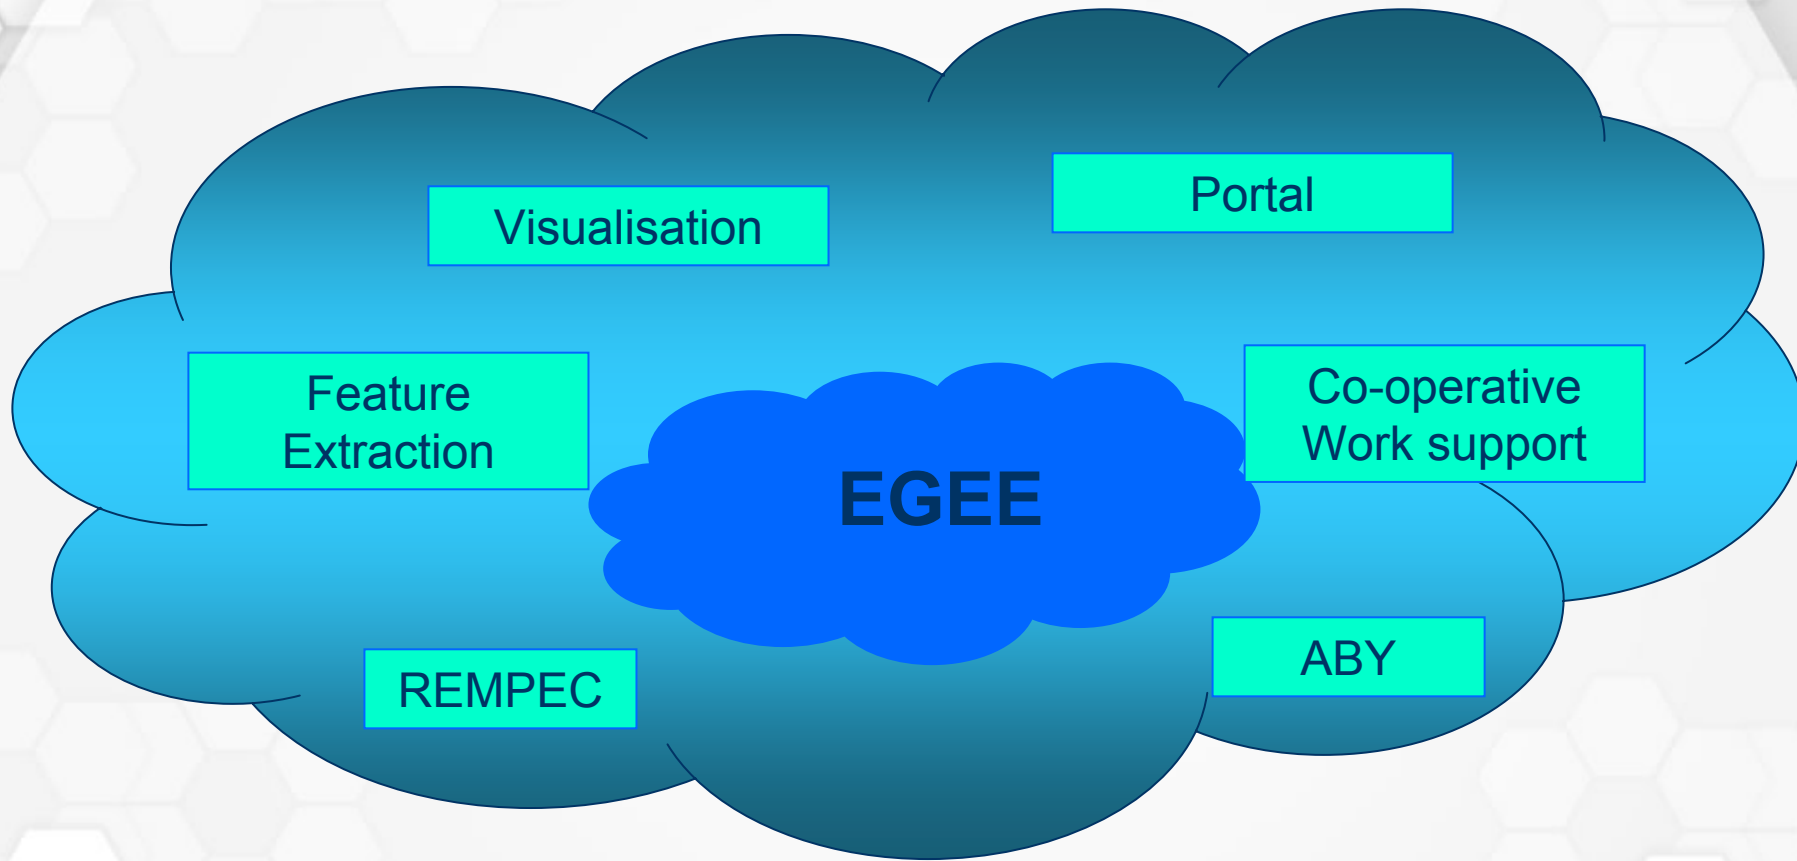 Visualisation
Portal
Feature
Extraction
Co-operative
Work support
EGEE
REMPEC
ABY